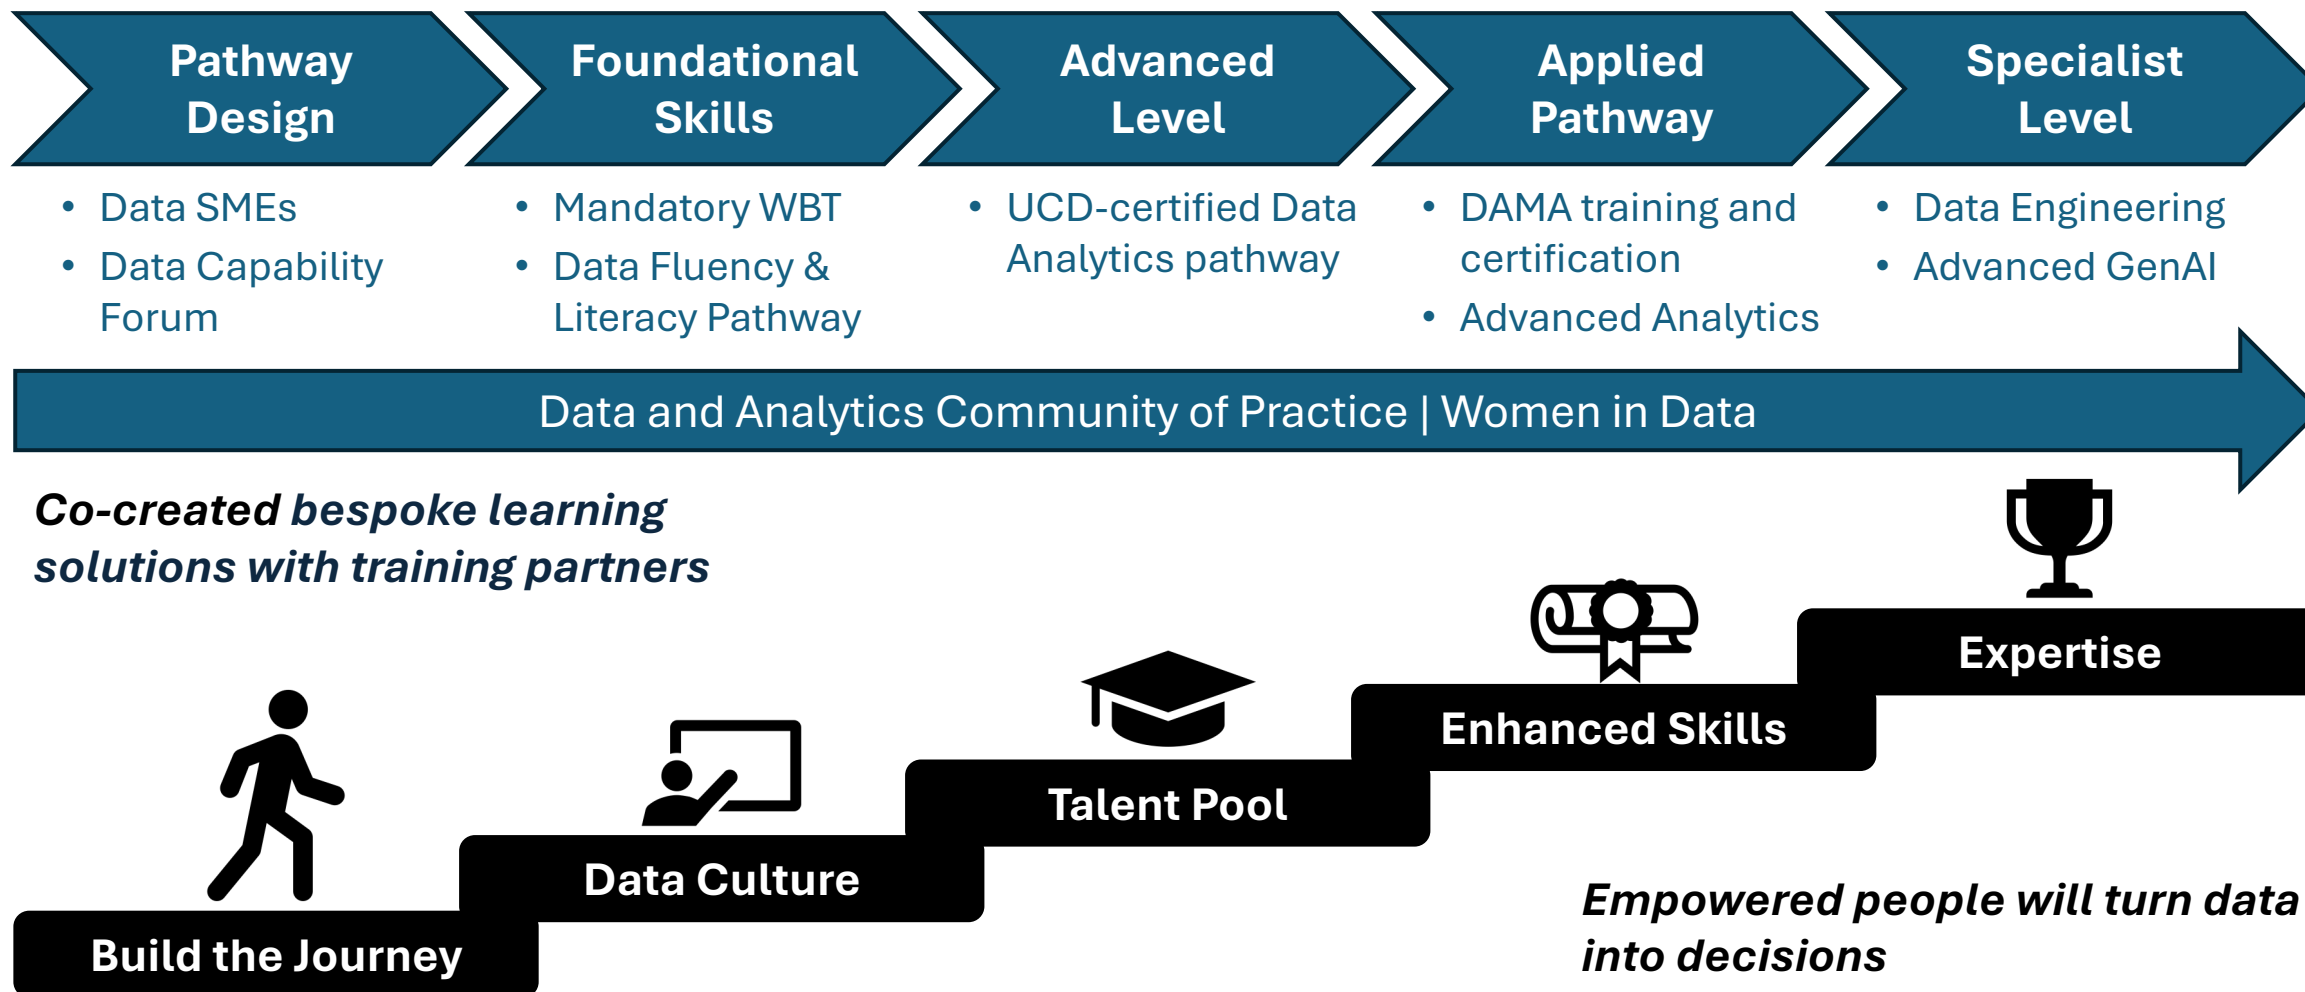 Pathway
Design
Foundational
Skills
Advanced
Level
Applied
Pathway
Specialist
Level
• Data SMEs
• Data Capability
Forum
• Mandatory WBT
• Data Fluency &
Literacy Pathway
• UCD-certified Data
Analytics pathway
• DAMA training and
certification
• Advanced Analytics
• Data Engineering
• Advanced GenAI
Data and Analytics Community of Practice | Women in Data
Co-created bespoke learning
solutions with training partners
Expertise
Enhanced Skills
Talent Pool
Data Culture
Build the Journey
Empowered people will turn data
into decisions